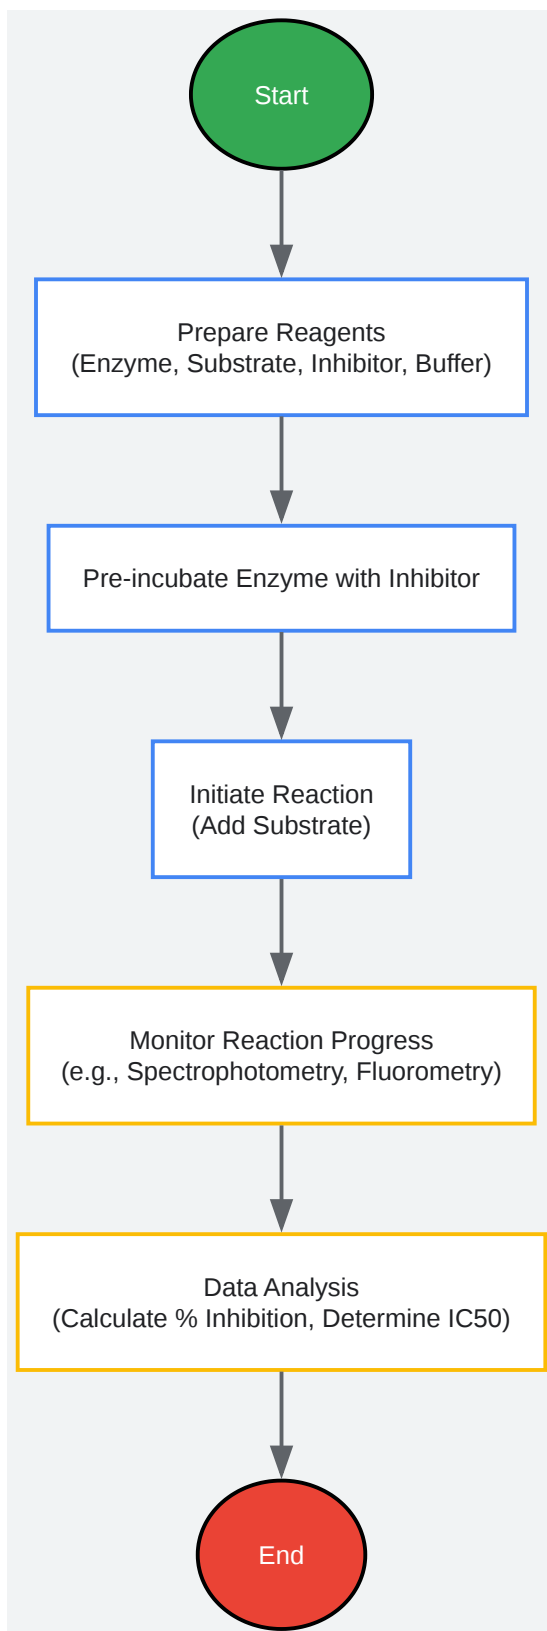 Start
Prepare Reagents
(Enzyme, Substrate, Inhibitor, Buffer)
Pre-incubate Enzyme with Inhibitor
Initiate Reaction
(Add Substrate)
Monitor Reaction Progress
(e.g., Spectrophotometry, Fluorometry)
Data Analysis
(Calculate % Inhibition, Determine IC50)
End